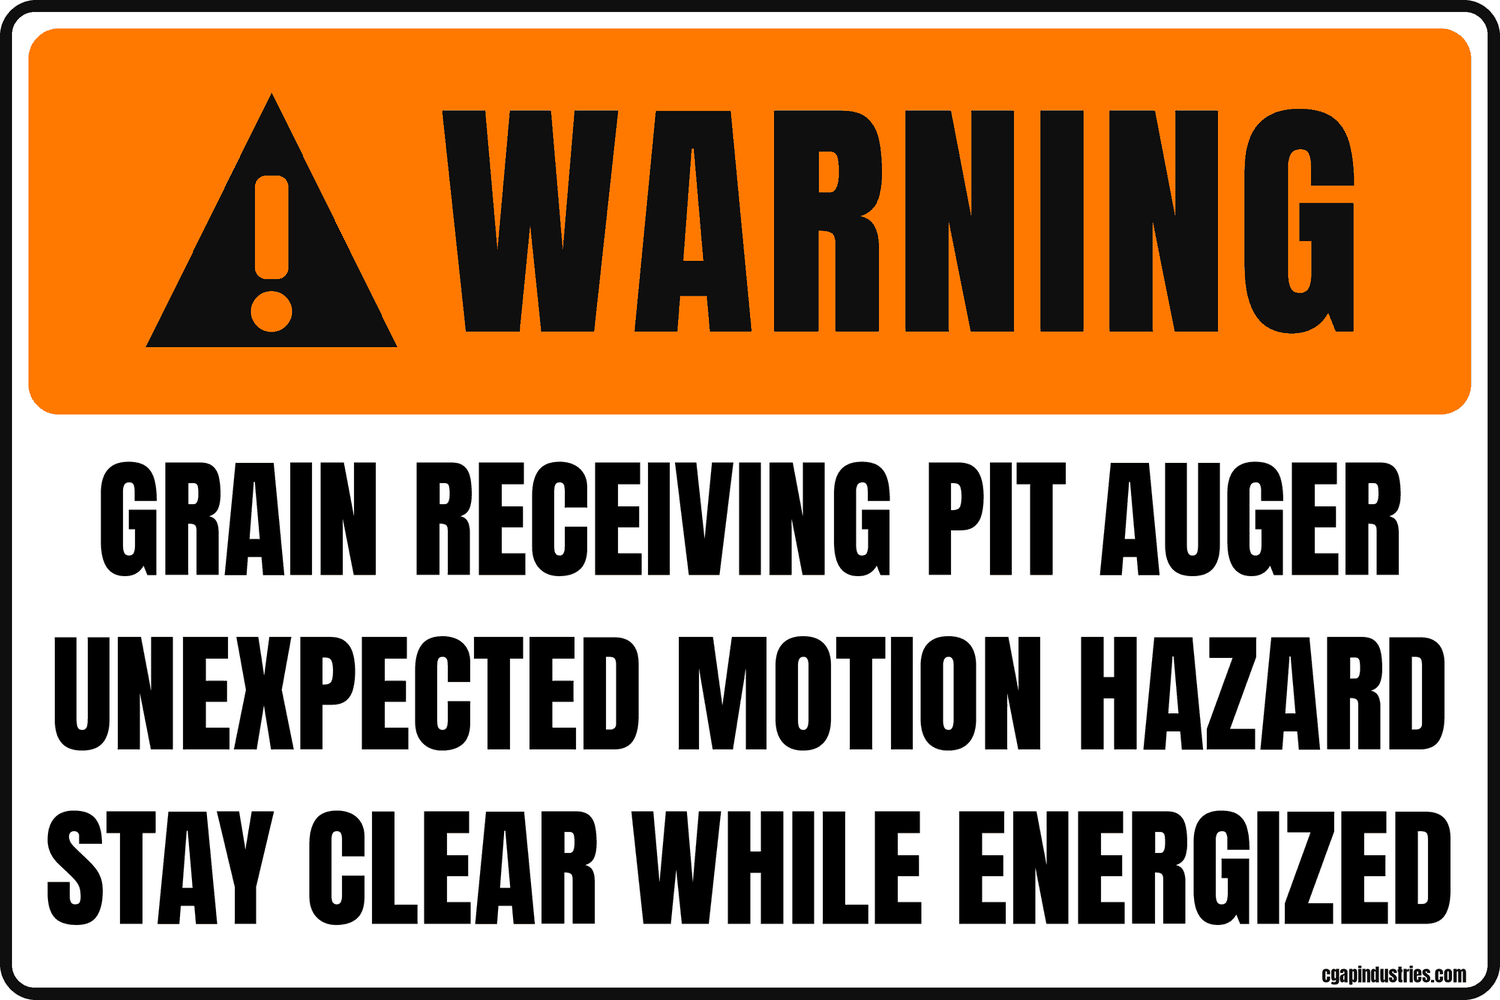 WARNING
GRAIN RECEIVING PIT AUGER
UNEXPECTED MOTION HAZARD
STAY CLEAR WHILE ENERGIZED
cgapindustries.com